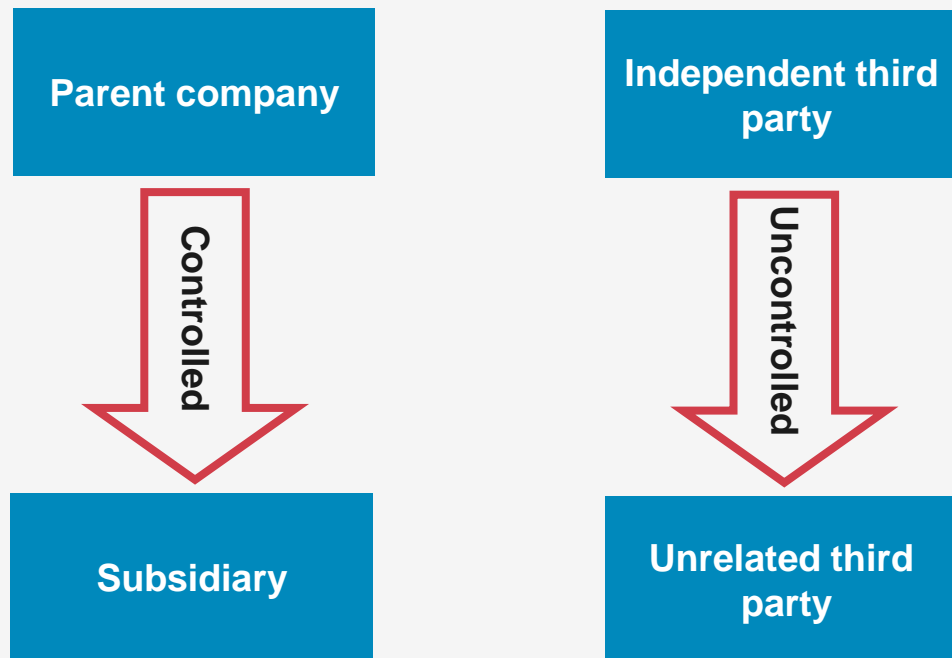 Parent company
Controlled
Subsidiary
Independent third
party
Uncontrolled
Unrelated third
party